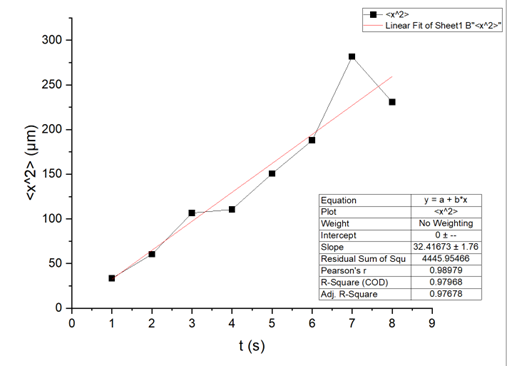 <x^2>
Linear Fit of Sheet1 B"<x^2>"
<x^2> (μm)
300
250
200
150
100
50
0
Equation y = a + b*x
Plot <x^2>
Weight No Weighting
Intercept 0 ± --
Slope 32.41673 ± 1.76
Residual Sum of Squ 4445.95466
Pearson's r 0.98979
R-Square (COD) 0.97968
Adj. R-Square 0.97678
0 1 2 3 4 5 6 7 8 9
t (s)